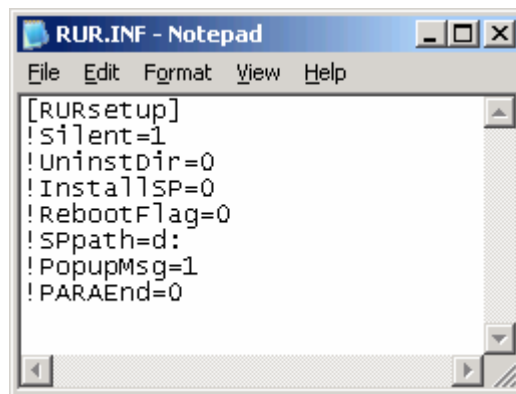 RUR.INF - Notepad
File Edit Format View Help
[RURsetup]
!Silent=1
!UninstDir=0
!InstallSP=0
!RebootFlag=0
!SPpath=d:
!PopupMsg=1
!PARAEnd=0